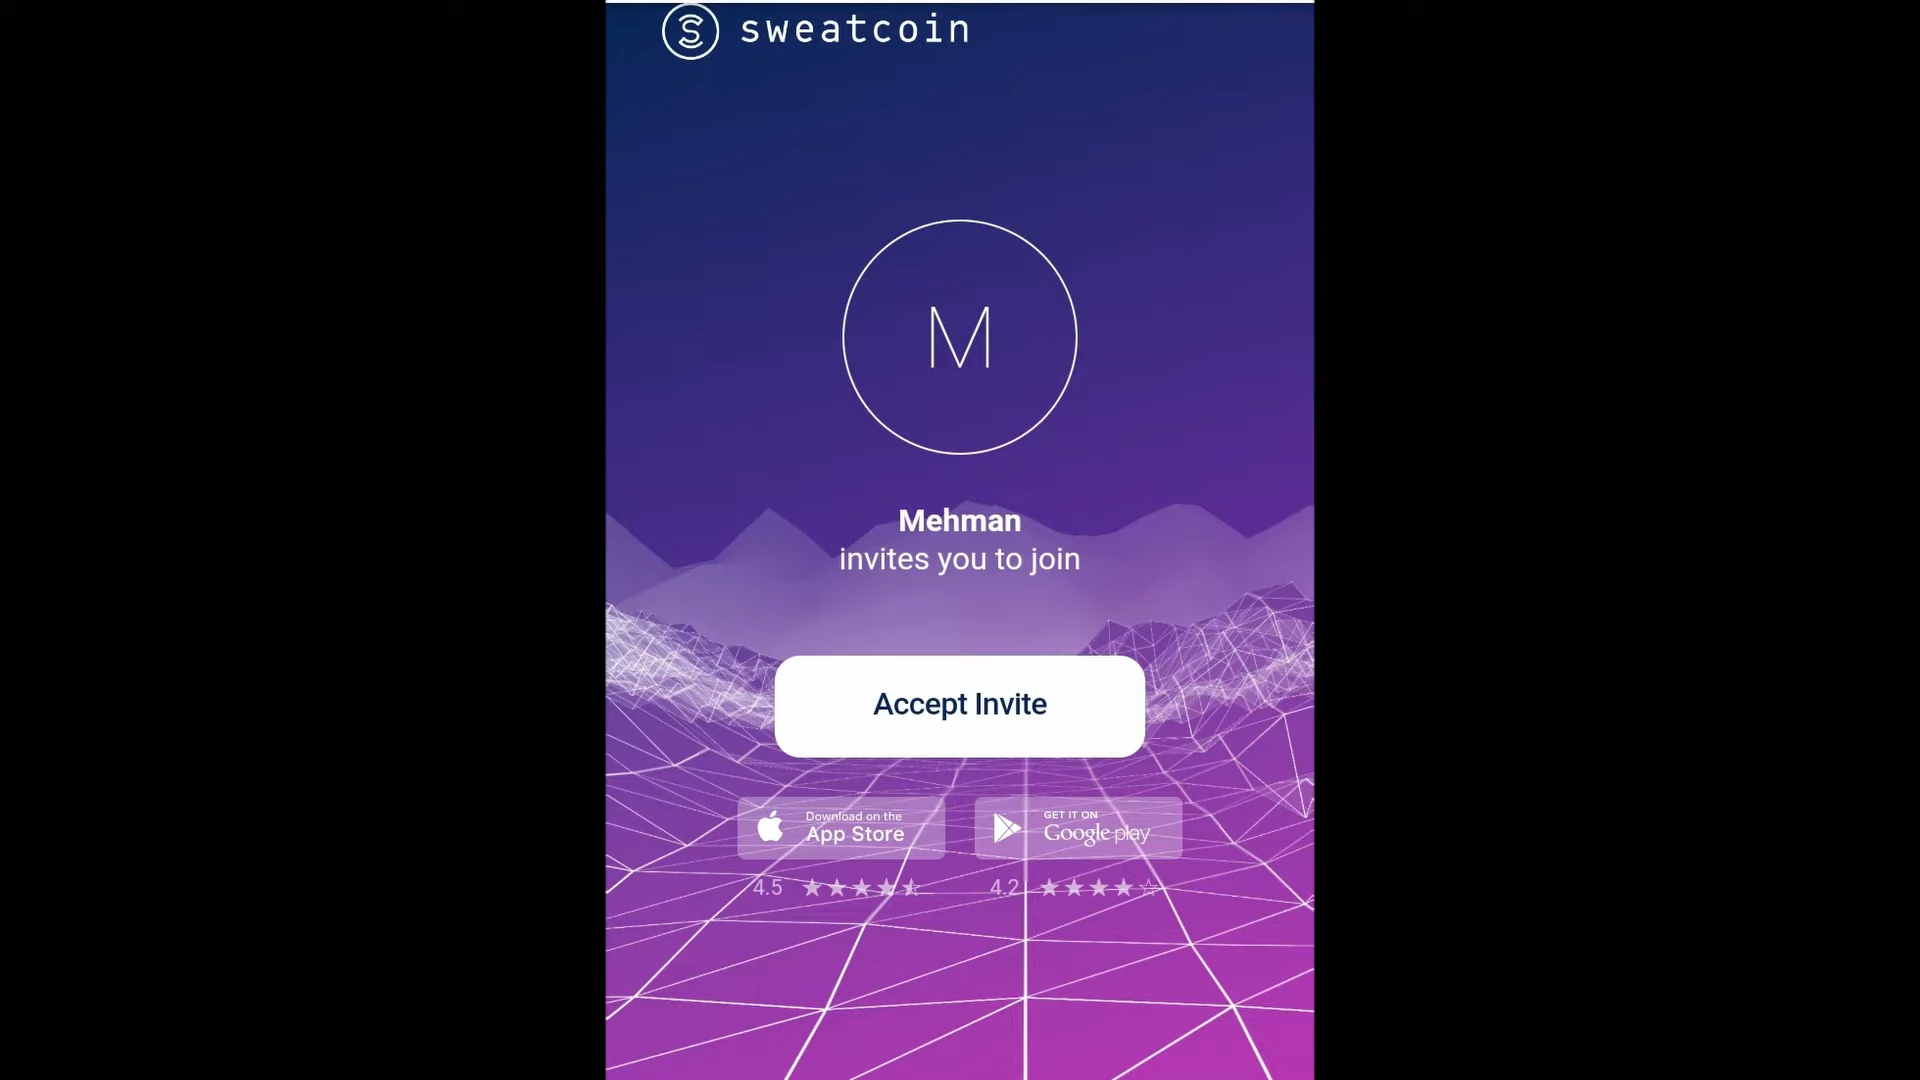 sweatcoin
M
Mehman
invites you to join
Accept Invite
Download on the
App Store
GET IT ON
Google play
4.5
4.2